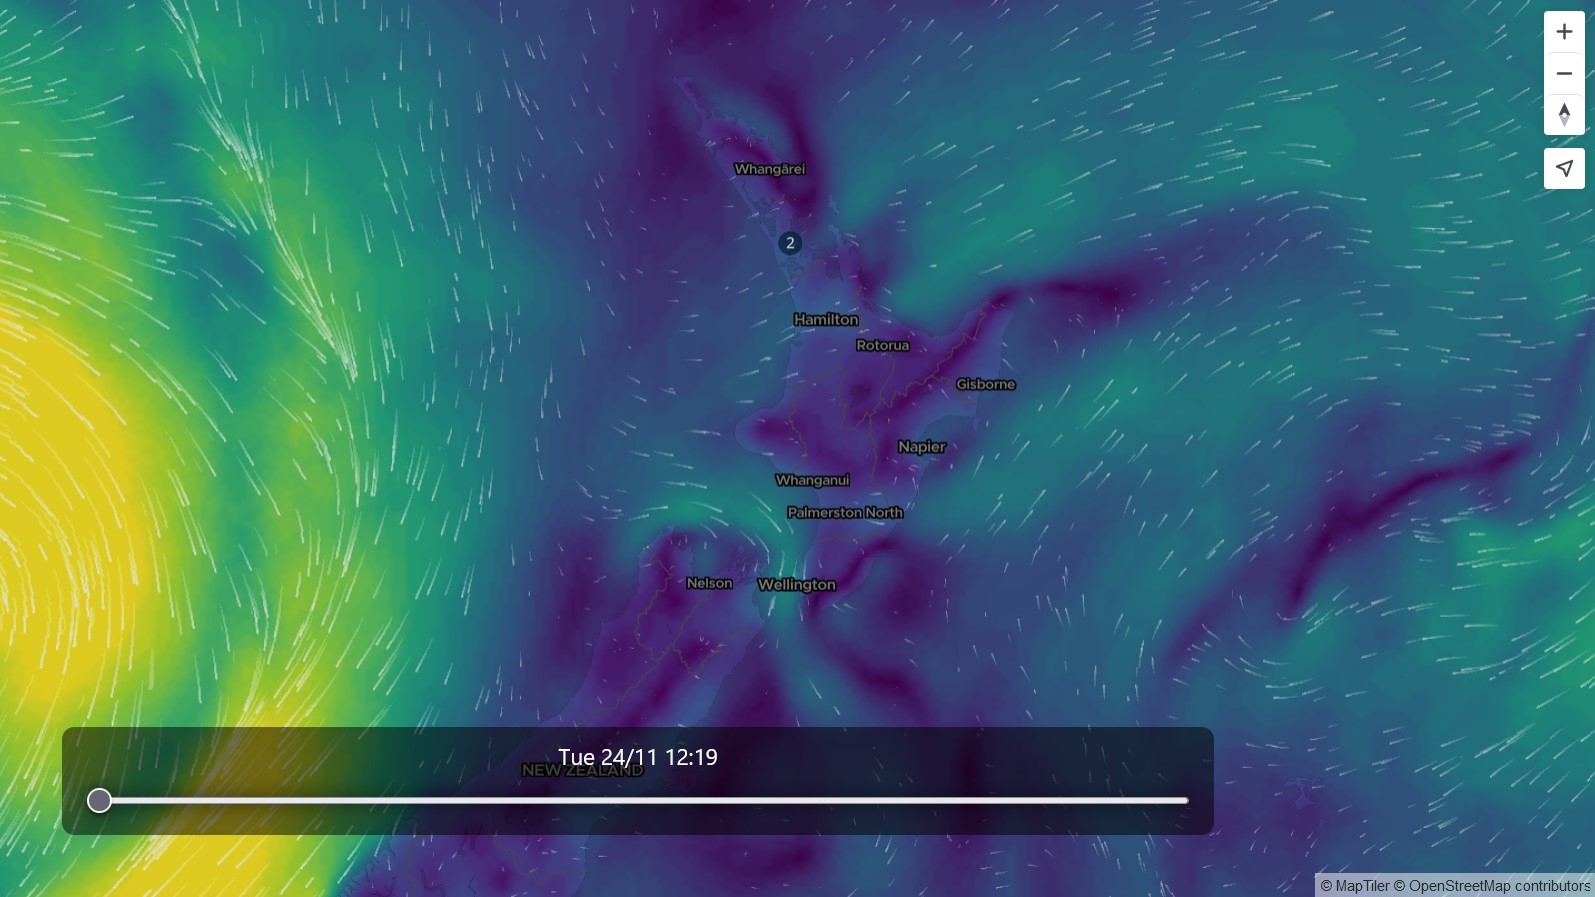 Whangārei
2
Hamilton
Rotorua
Gisborne
Napier
Whanganui
Palmerston North
Nelson
Wellington
Tue 24/11 12:19
NEW ZEALAND
© MapTiler © OpenStreetMap contributors